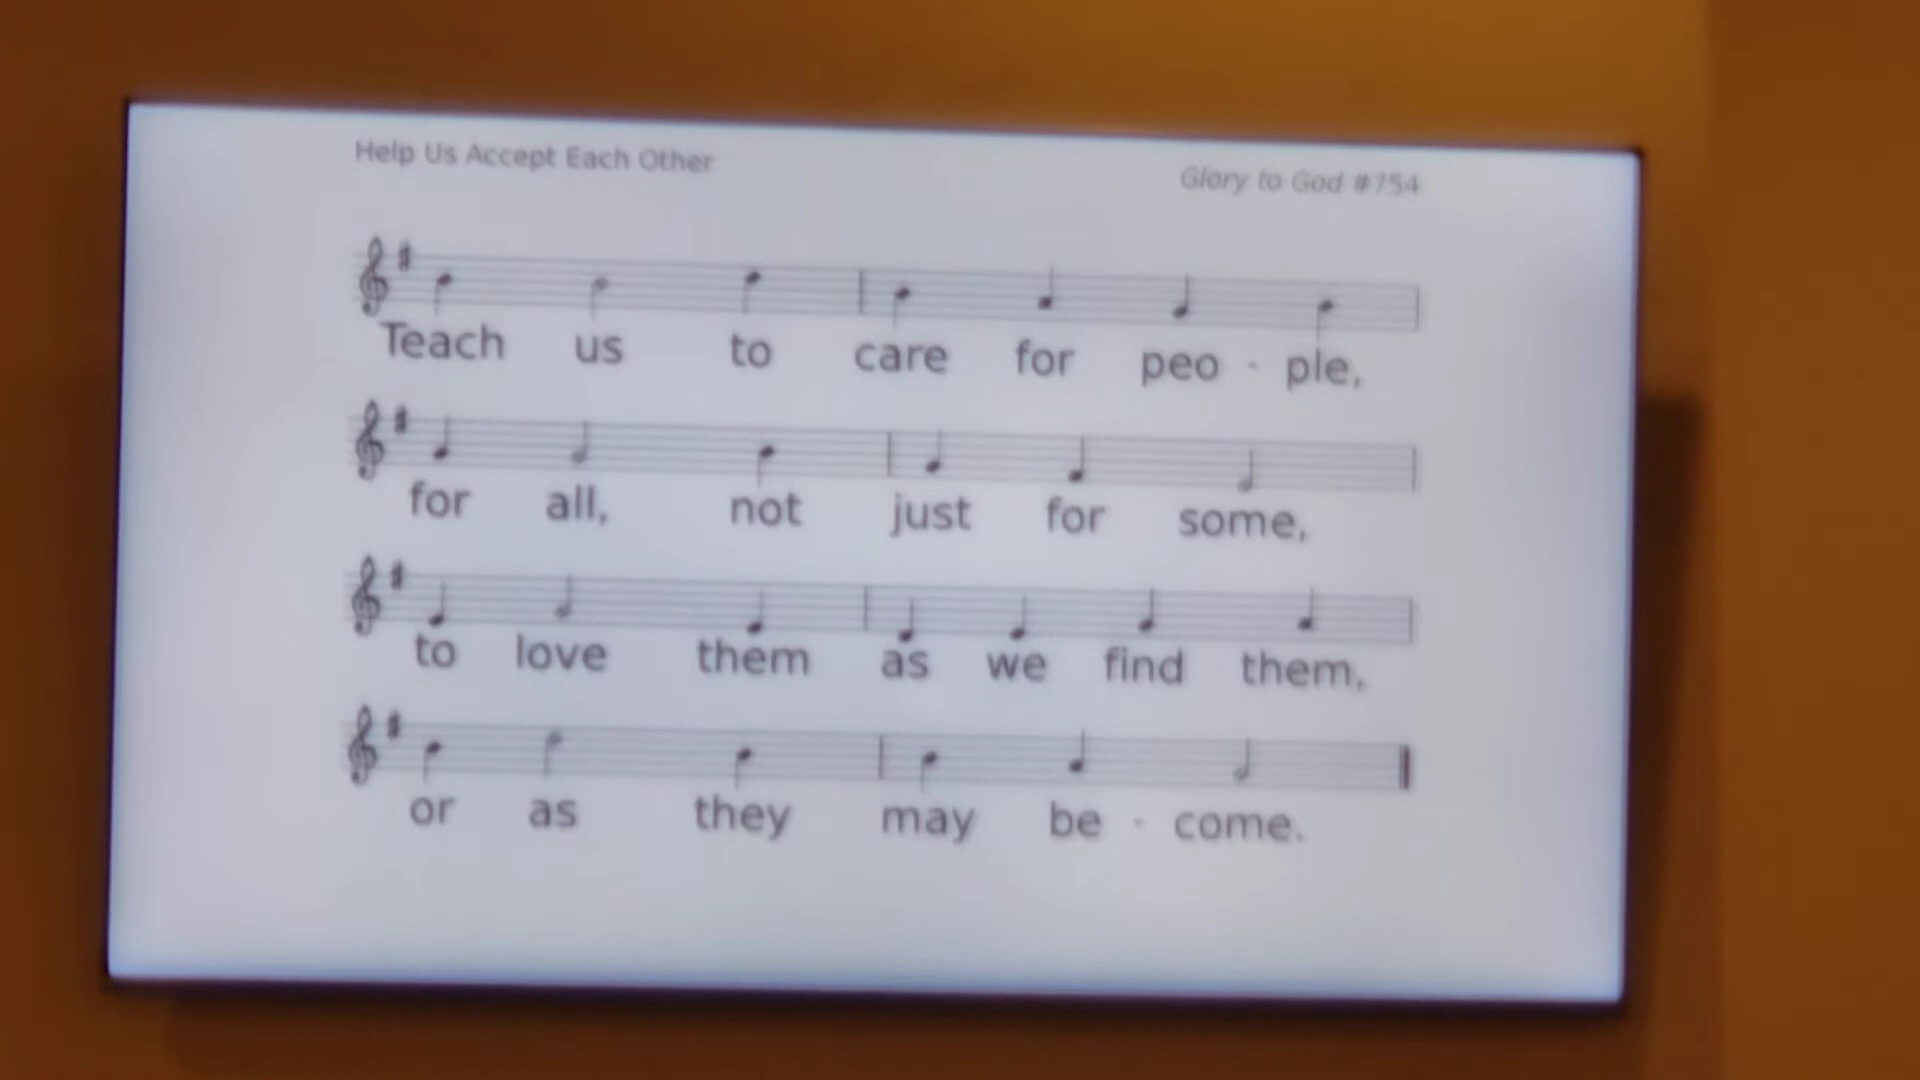 Help Us Accept Each Other
Glory to God #754
Teach us to care for peo - ple,
for all, not just for some,
to love them as we find them,
or as they may be - come.